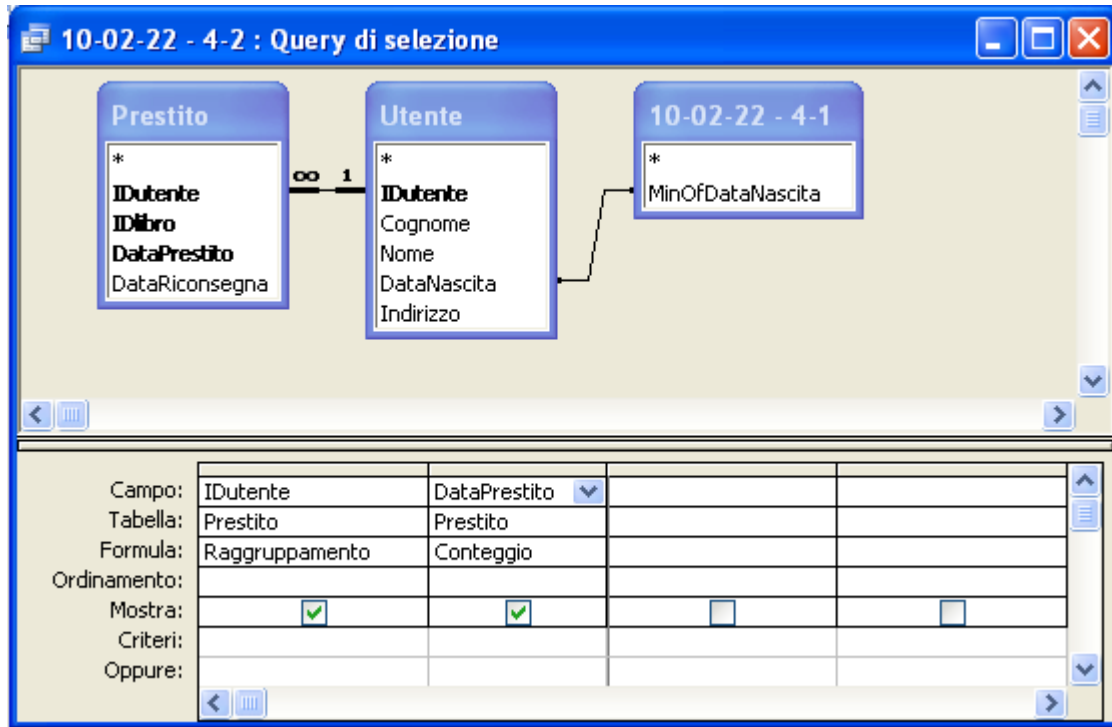 10-02-22 - 4-2 : Query di selezione
Prestito
*
IDutente
IDlibro
DataPrestito
DataRiconsegna
∞ 1
Utente
*
IDutente
Cognome
Nome
DataNascita
Indirizzo
10-02-22 - 4-1
*
MinOfDataNascita
Campo: IDutente DataPrestito
Tabella: Prestito Prestito
Formula: Raggruppamento Conteggio
Ordinamento:
Mostra:
Criteri:
Oppure: